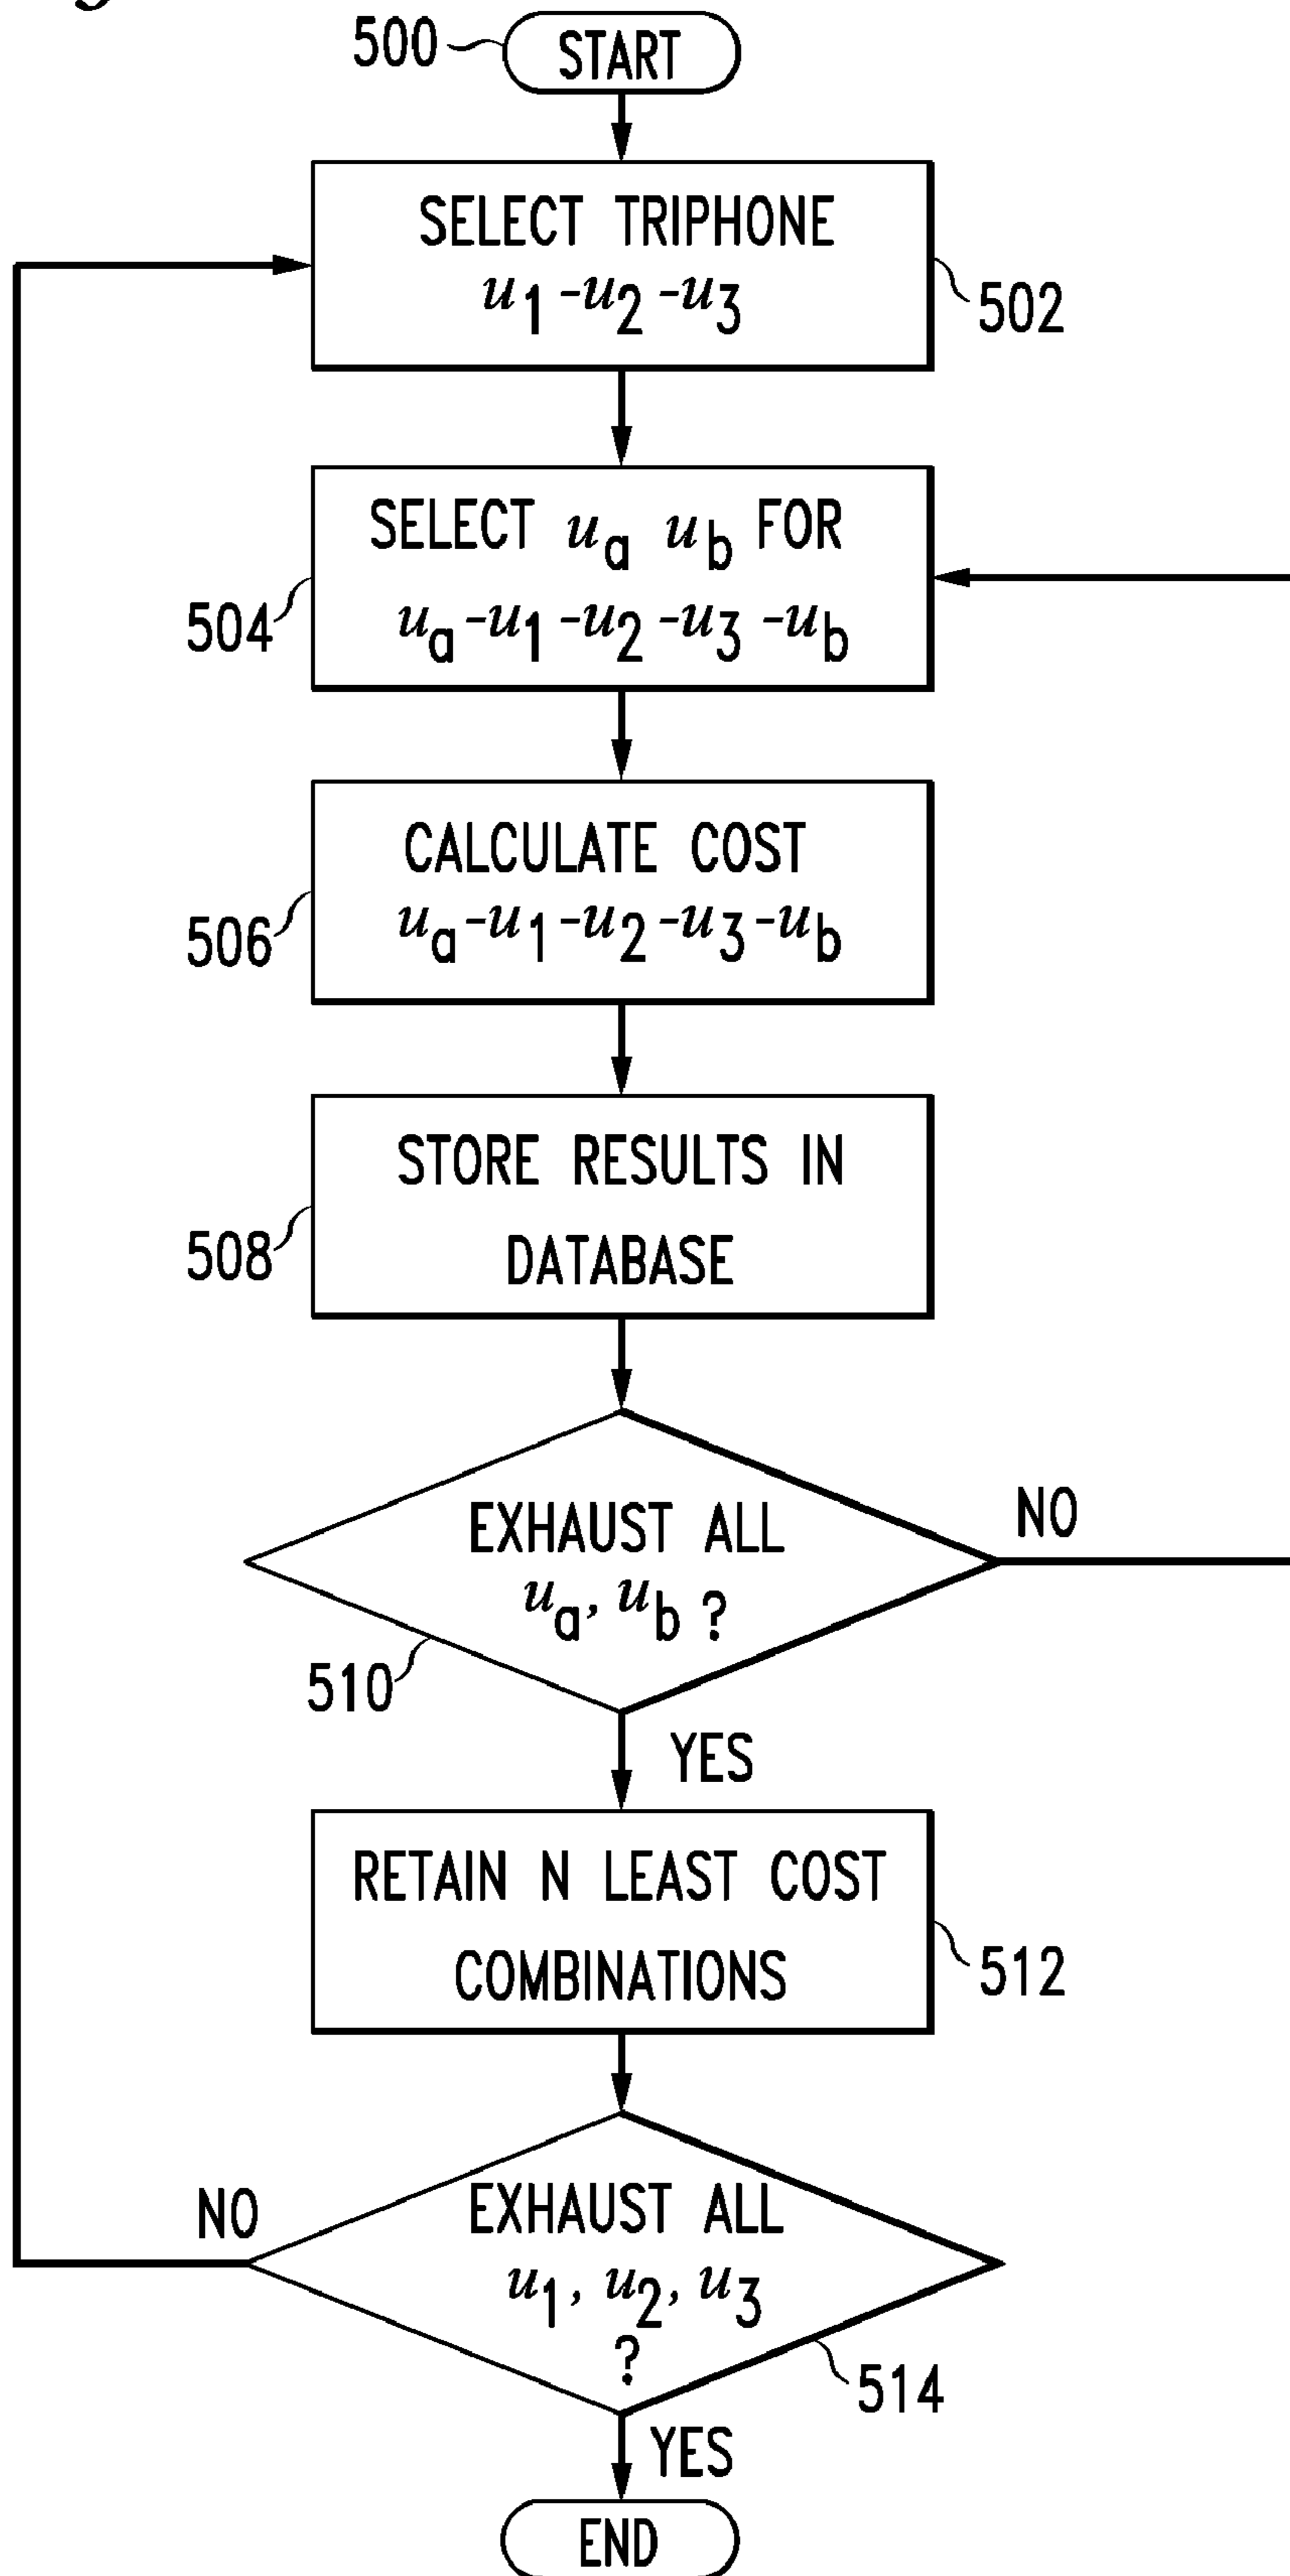 500 START
SELECT TRIPHONE
u1 -u2 -u3
502
SELECT ua ub FOR
ua -u1 -u2 -u3 -ub
504
CALCULATE COST
ua -u1 -u2 -u3 -ub
506
STORE RESULTS IN
DATABASE
508
EXHAUST ALL
ua, ub ?
NO
510
YES
RETAIN N LEAST COST
COMBINATIONS
512
EXHAUST ALL
u1, u2, u3
?
NO
514
YES
END